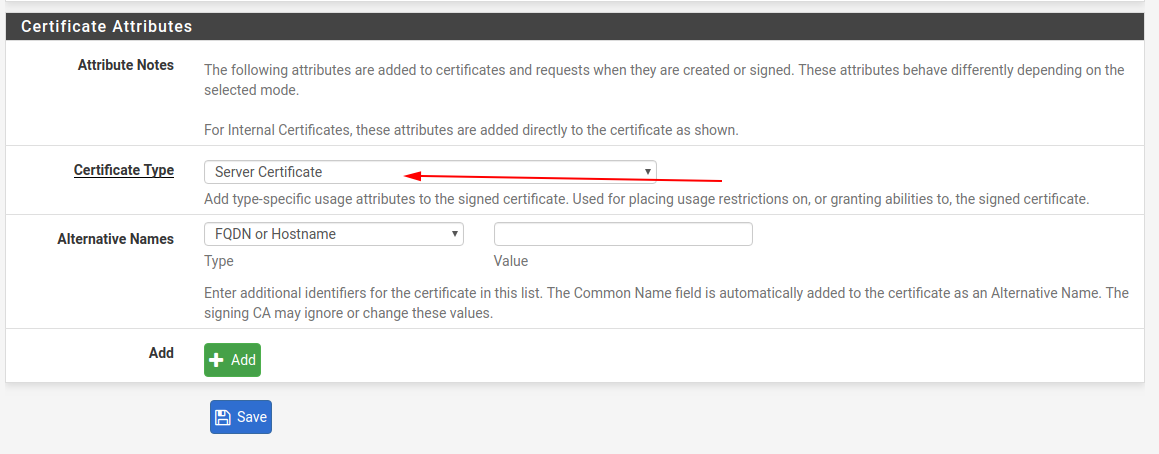 Certificate Attributes
Attribute Notes
The following attributes are added to certificates and requests when they are created or signed. These attributes behave differently depending on the
selected mode.
For Internal Certificates, these attributes are added directly to the certificate as shown.
Certificate Type
Server Certificate
Add type-specific usage attributes to the signed certificate. Used for placing usage restrictions on, or granting abilities to, the signed certificate.
Alternative Names
FQDN or Hostname
Type Value
Enter additional identifiers for the certificate in this list. The Common Name field is automatically added to the certificate as an Alternative Name. The
signing CA may ignore or change these values.
Add
Add
Save